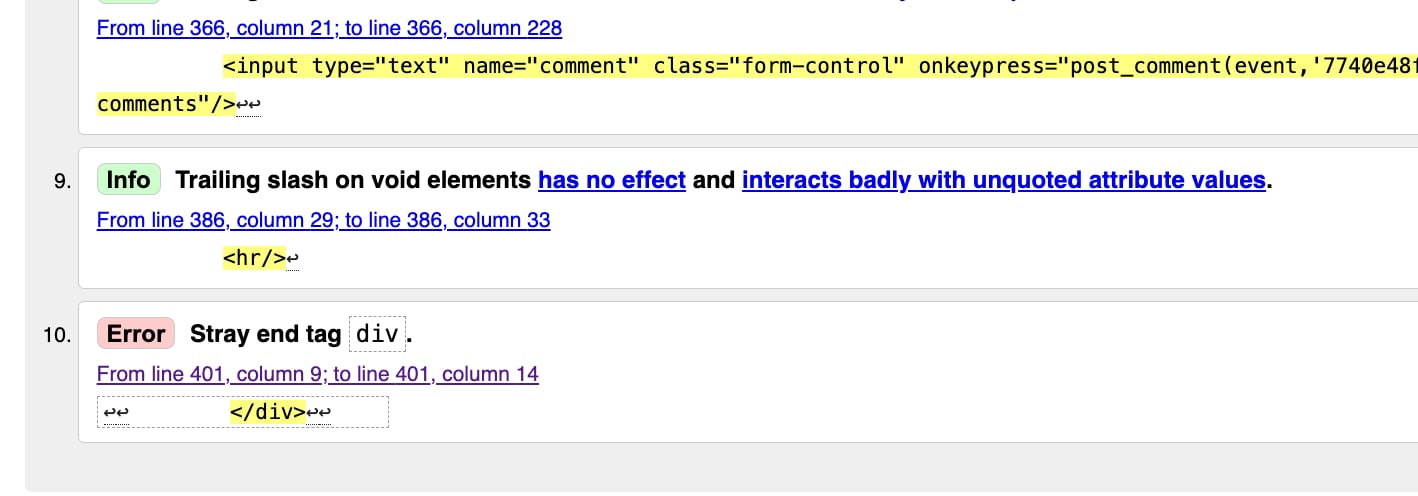 From line 366, column 21; to line 366, column 228
<input type="text" name="comment" class="form-control" onkeypress="post_comment(event,'7740e48f
comments"/>↩↩
9. Info Trailing slash on void elements has no effect and interacts badly with unquoted attribute values.
From line 386, column 29; to line 386, column 33
<hr/>↩
10. Error Stray end tag div.
From line 401, column 9; to line 401, column 14
↩↩ </div>↩↩